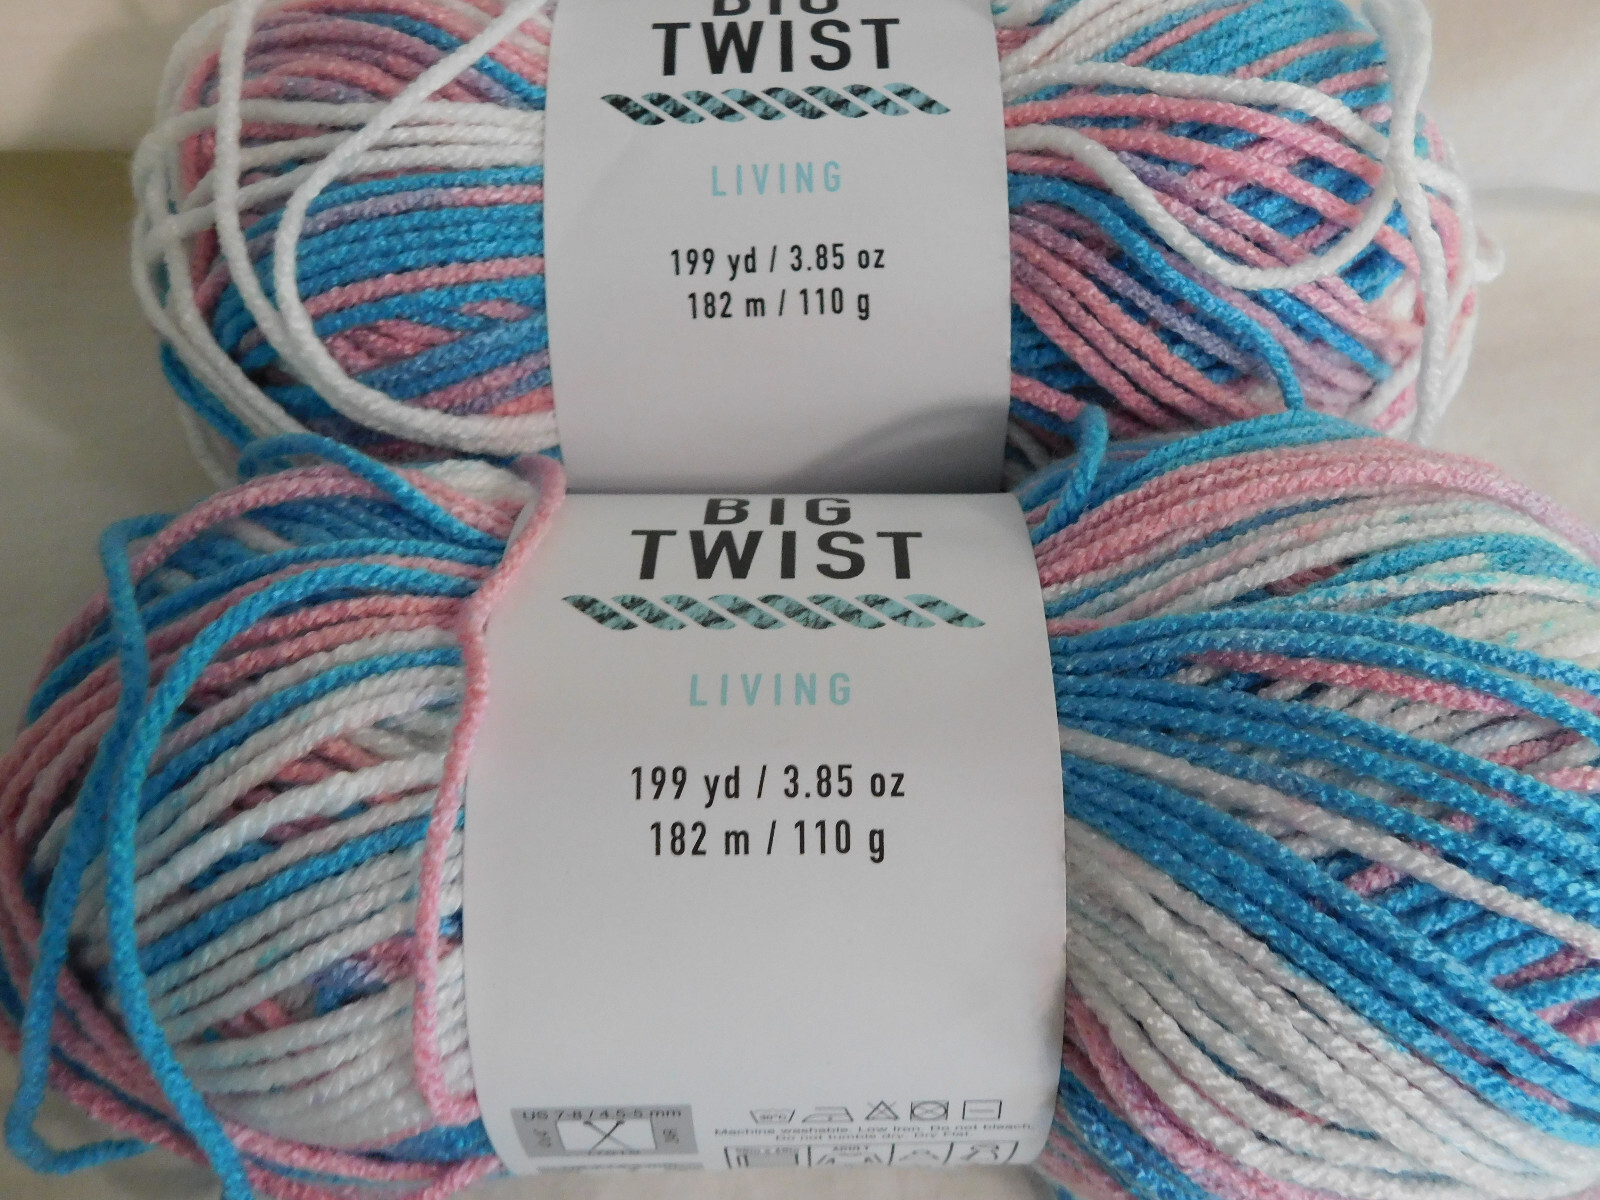 BIG
TWIST
LIVING
199 yd / 3.85 oz
182 m / 110 g
BIG
TWIST
LIVING
199 yd / 3.85 oz
182 m / 110 g
US 7-8 / 4.5-5 mm
30°C
Machine washable. Low Iron. Do not bleach.
Do not tumble dry. Dry Flat.
ADULT